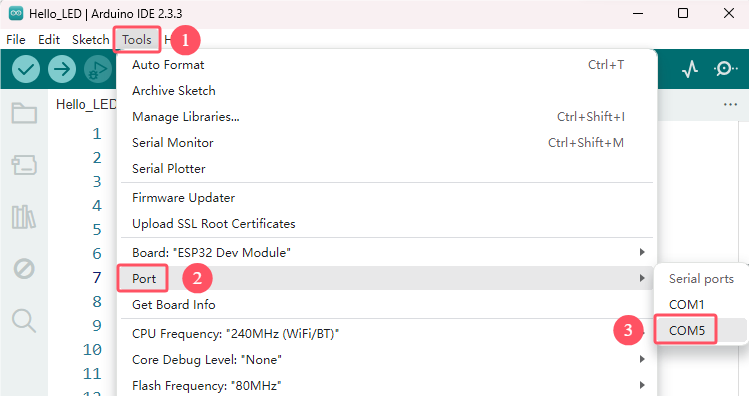 Hello_LED | Arduino IDE 2.3.3
File Edit Sketch Tools H
1
Auto Format Ctrl+T
Archive Sketch
Manage Libraries... Ctrl+Shift+I
Serial Monitor Ctrl+Shift+M
Serial Plotter
Firmware Updater
Upload SSL Root Certificates
Board: "ESP32 Dev Module"
Port 2
Get Board Info
CPU Frequency: "240MHz (WiFi/BT)"
Core Debug Level: "None"
Flash Frequency: "80MHz"
Serial ports
COM1
3 COM5
Hello_LED
...
1
2
3
4
5
6
7
8
9
10
11